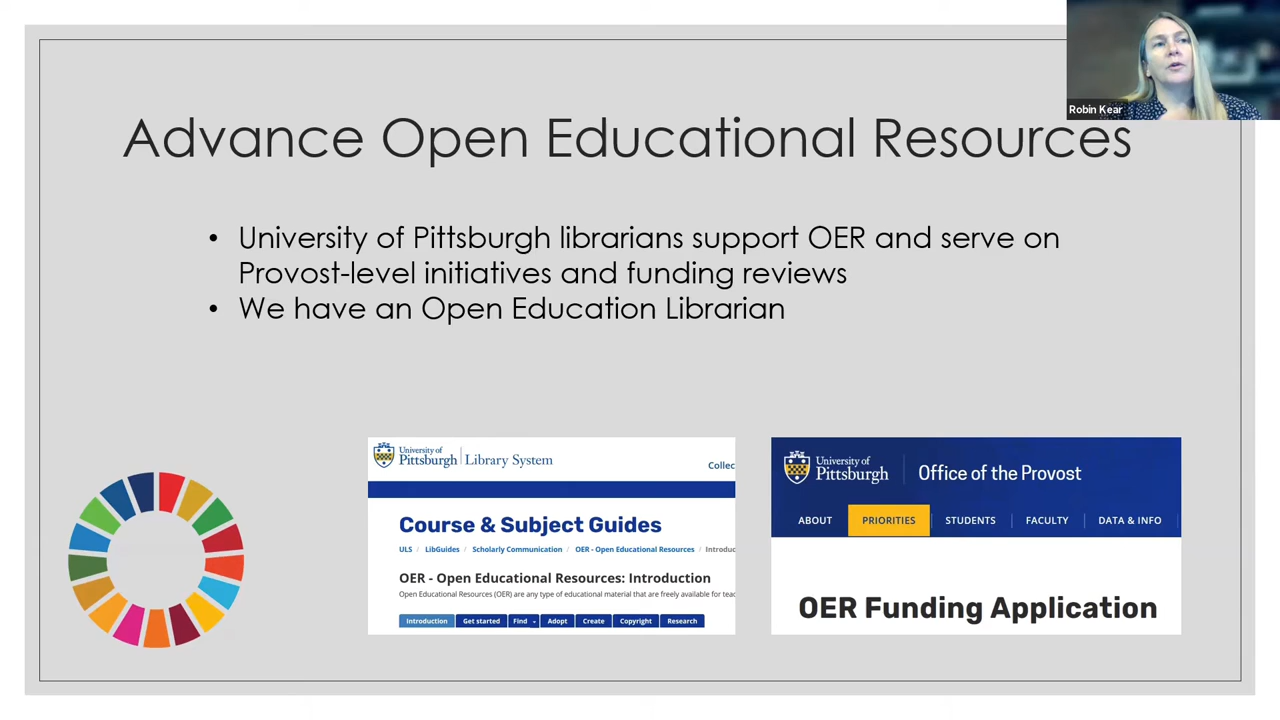 Robin Kear
Advance Open Educational Resources
• University of Pittsburgh librarians support OER and serve on
Provost-level initiatives and funding reviews
• We have an Open Education Librarian
University of
Pittsburgh
Library System
Collec
Course & Subject Guides
ULS / LibGuides / Scholarly Communication / OER - Open Educational Resources / Introduc
OER - Open Educational Resources: Introduction
Open Educational Resources (OER) are any type of educational material that are freely available for tea
Introduction Get started Find Adopt Create Copyright Research
University of
Pittsburgh
Office of the Provost
ABOUT PRIORITIES STUDENTS FACULTY DATA & INFO
OER Funding Application